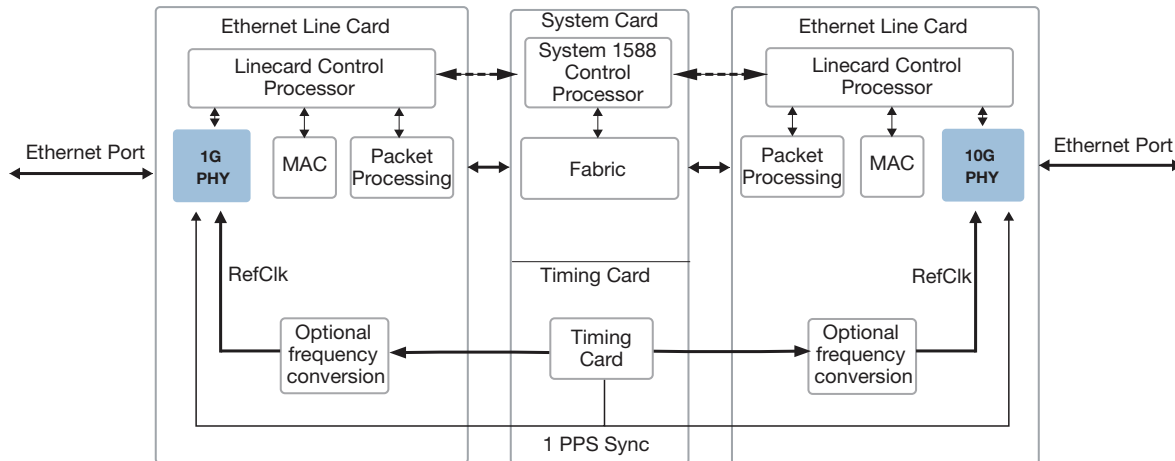 Ethernet Line Card
System Card
Ethernet Line Card
Linecard Control
Processor
System 1588
Control
Processor
Linecard Control
Processor
Ethernet Port
1G
PHY
MAC
Packet
Processing
Fabric
Packet
Processing
MAC
10G
PHY
Ethernet Port
RefClk
Timing Card
RefClk
Optional
frequency
conversion
Timing
Card
Optional
frequency
conversion
1 PPS Sync